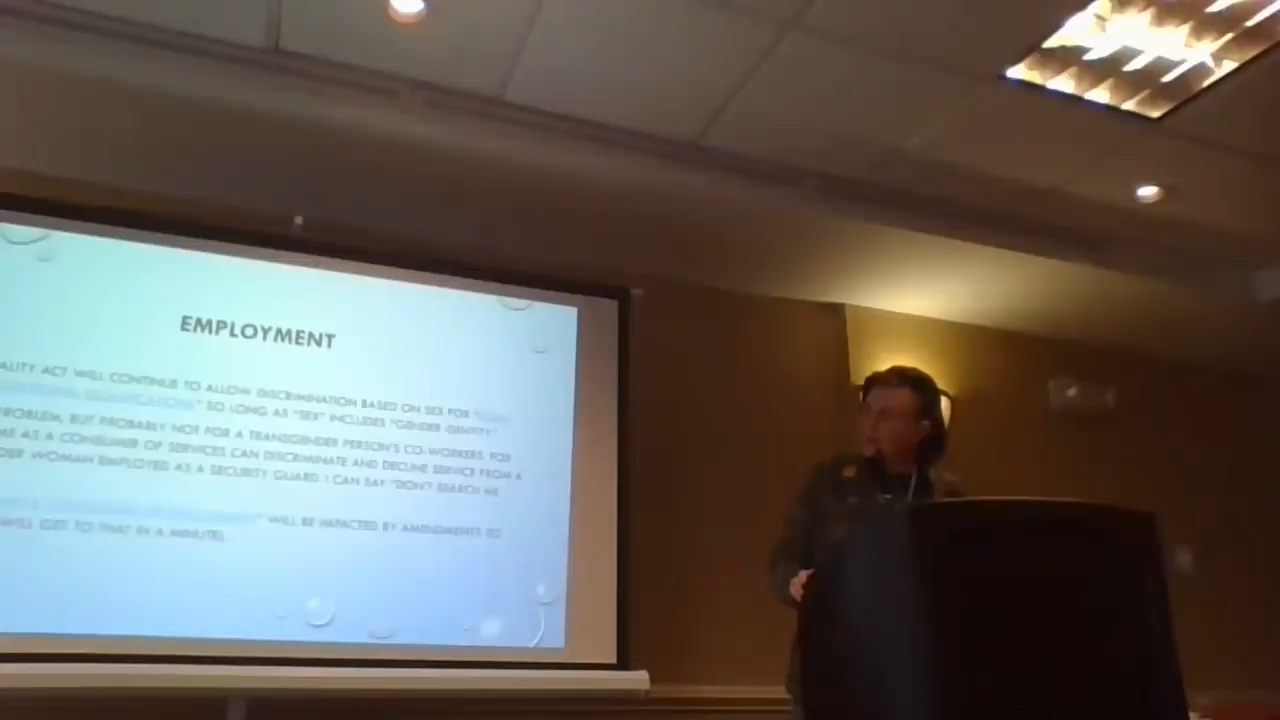 EMPLOYMENT
ALITY ACT WILL CONTINUE TO ALLOW DISCRIMINATION BASED ON SEX FOR
" SO LONG AS "SEX" INCLUDES "GENDER IDENTITY"
PROBLEM, BUT PROBABLY NOT FOR A TRANSGENDER PERSON'S CO-WORKERS. FOR
ME AS A CONSUMER OF SERVICES CAN DISCRIMINATE AND DECLINE SERVICE FROM A
DER WOMAN EMPLOYED AS A SECURITY GUARD. I CAN SAY "DON'T SEARCH ME
" WILL BE IMPACTED BY AMENDMENTS TO
WILL GET TO THAT IN A MINUTE)